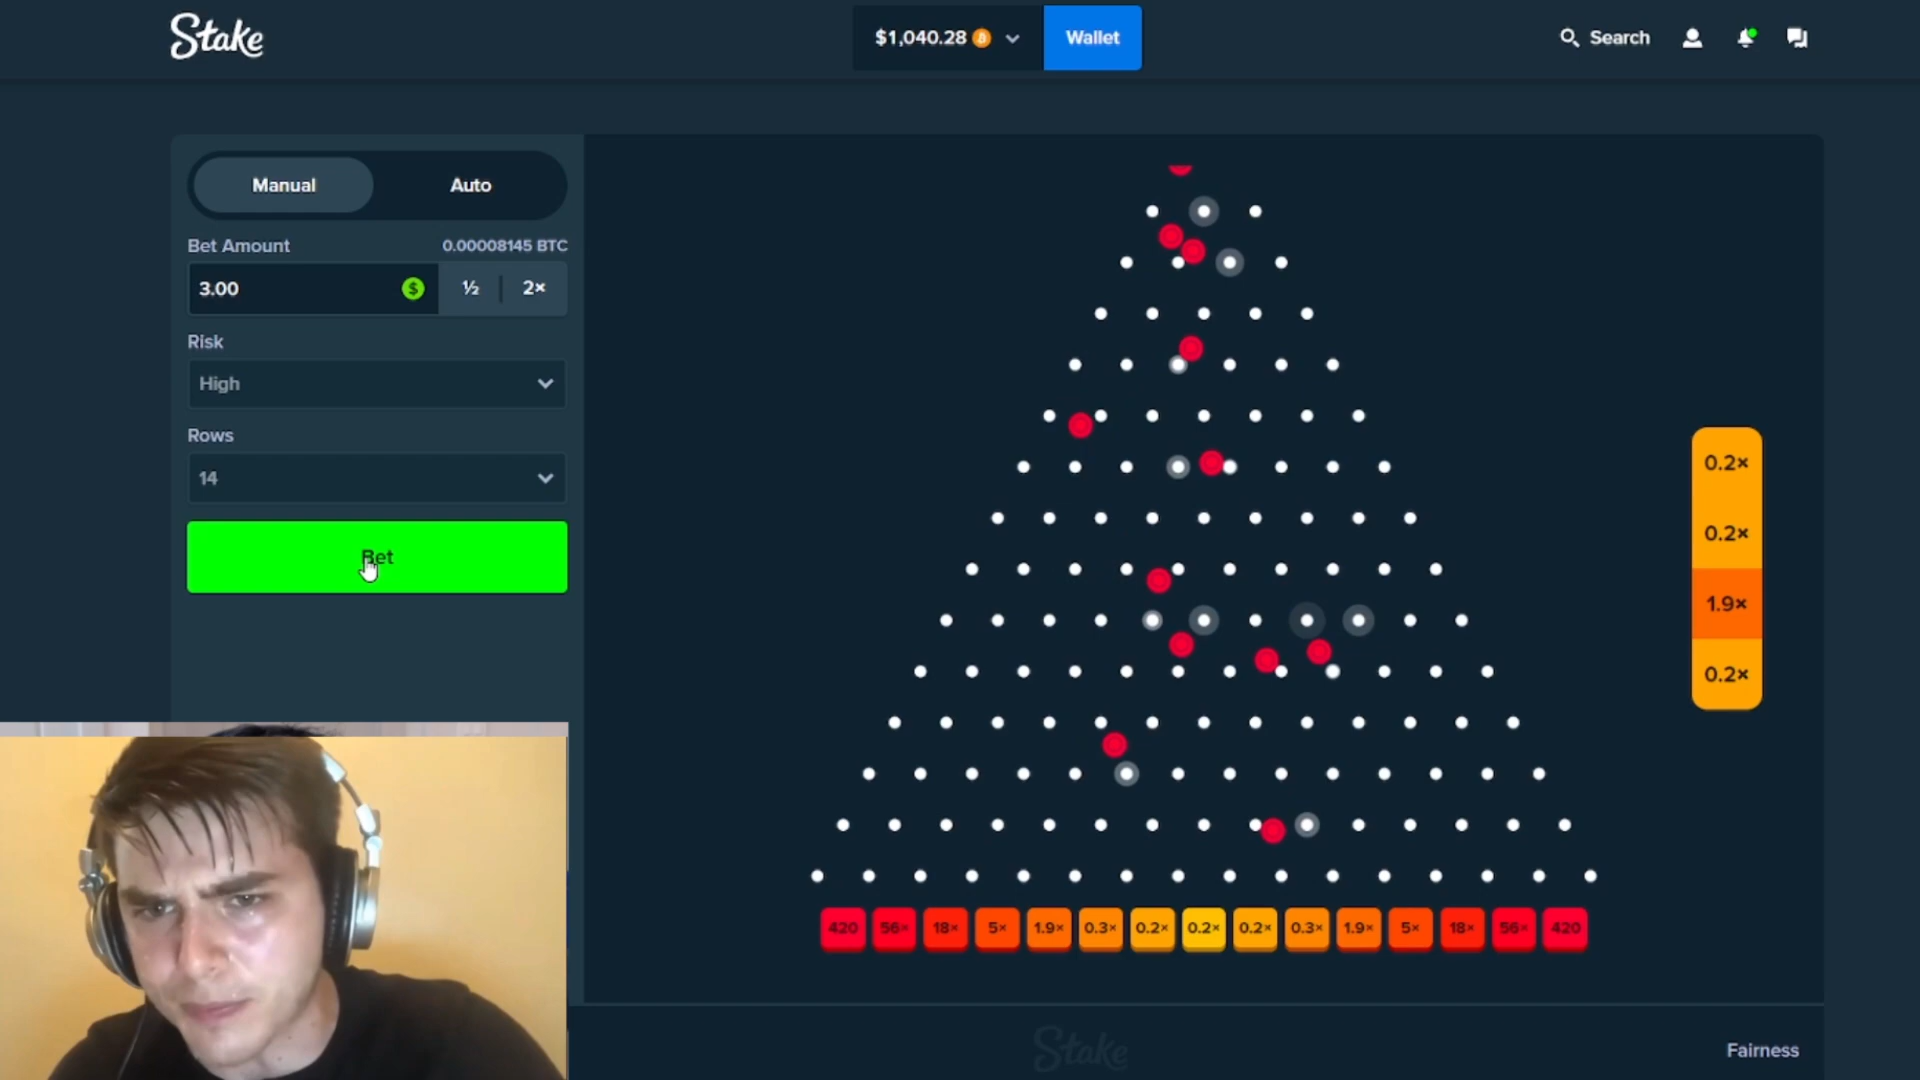 Stake
$1,040.28
Wallet
Search
Manual
Auto
Bet Amount
0.00008145 BTC
3.00
$
½
2×
Risk
High
Rows
14
Bet
0.2×
0.2×
1.9×
0.2×
420 56× 18× 5× 1.9× 0.3× 0.2× 0.2× 0.2× 0.3× 1.9× 5× 18× 56× 420
Stake
Fairness